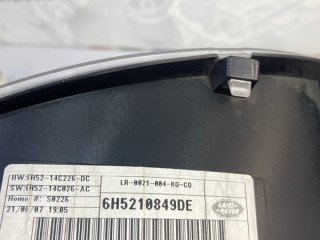 HW:6H52-14C226-DC
SW:6H52-14C026-AC
Homo #: S0226
21/06/07 19:05
LR-0021-004-KO-CO
6H5210849DE
LAND-
ROVER